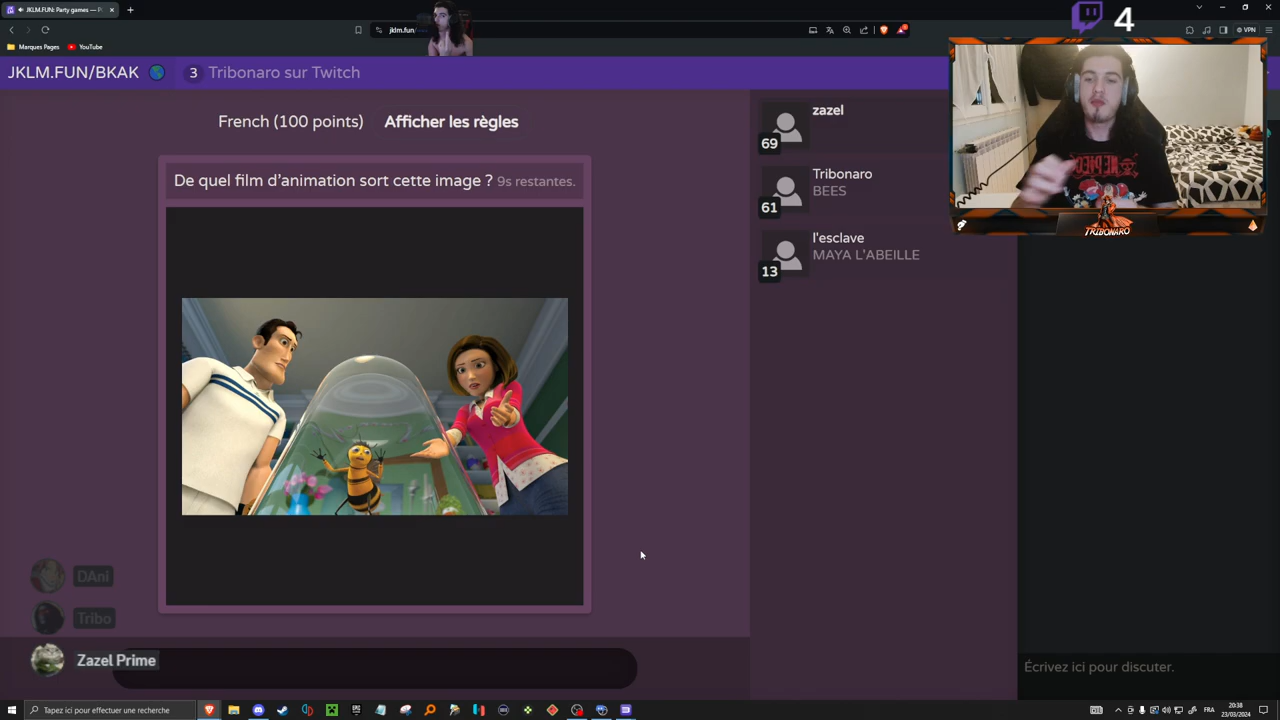 JKLM.FUN: Party games — P
4
jklm.fun/
VPN
Marques Pages
YouTube
JKLM.FUN/BKAK
3
Tribonaro sur Twitch
French (100 points)
Afficher les règles
De quel film d'animation sort cette image ? 9s restantes.
zazel
69
Tribonaro
BEES
61
l'esclave
MAYA L'ABEILLE
13
TRIBONARO
DAni
Tribo
Zazel Prime
Écrivez ici pour discuter.
Tapez ici pour effectuer une recherche
FRA
20:38
23/03/2024